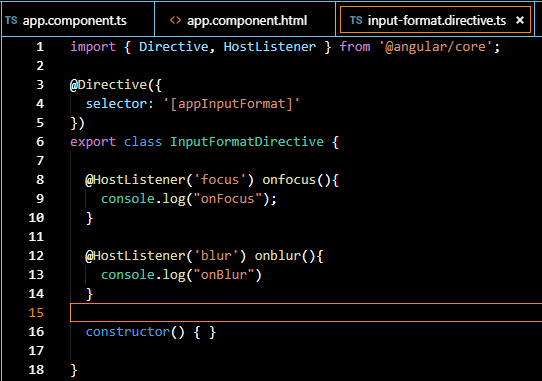 TS app.component.ts <> app.component.html TS input-format.directive.ts ×
1 import { Directive, HostListener } from '@angular/core';
2
3 @Directive({
4   selector: '[appInputFormat]'
5 })
6 export class InputFormatDirective {
7
8   @HostListener('focus') onfocus(){
9     console.log("onFocus");
10   }
11
12   @HostListener('blur') onblur(){
13     console.log("onBlur")
14   }
15
16   constructor() { }
17
18 }